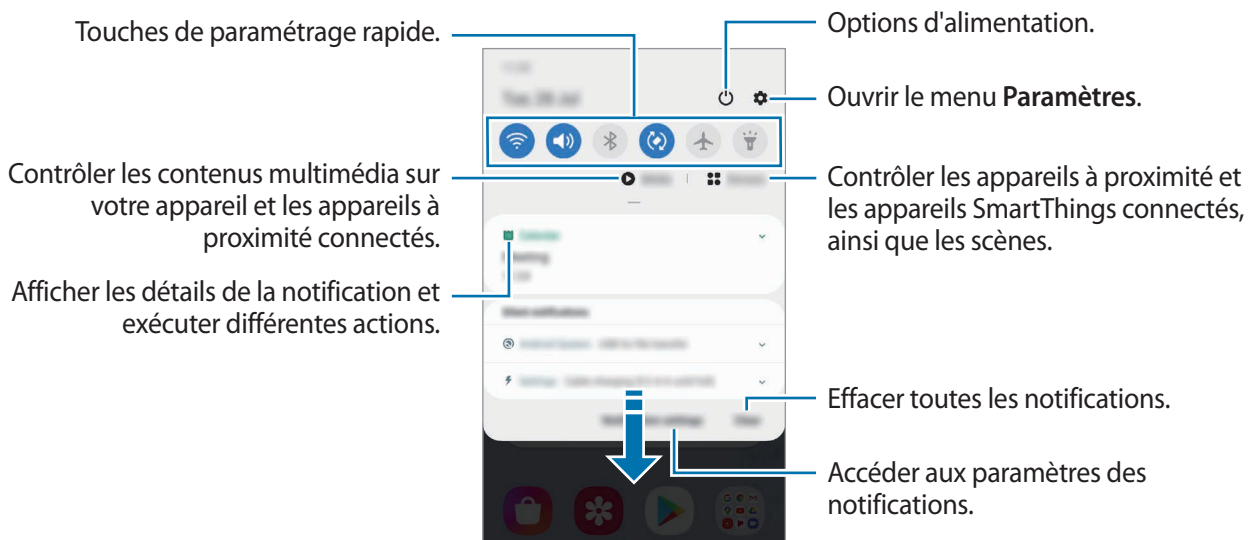 Touches de paramétrage rapide.
Options d'alimentation.
Ouvrir le menu Paramètres.
Contrôler les contenus multimédia sur
votre appareil et les appareils à
proximité connectés.
Contrôler les appareils à proximité et
les appareils SmartThings connectés,
ainsi que les scènes.
Afficher les détails de la notification et
exécuter différentes actions.
Effacer toutes les notifications.
Accéder aux paramètres des
notifications.